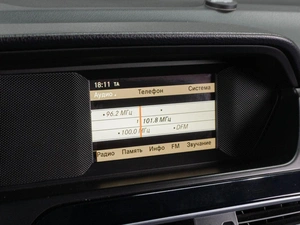 18:11 TA
Аудио Телефон Система
96.2 МГц
101.8 МГц
100.0 МГц DFM
Радио Память Инфо FM Звучание